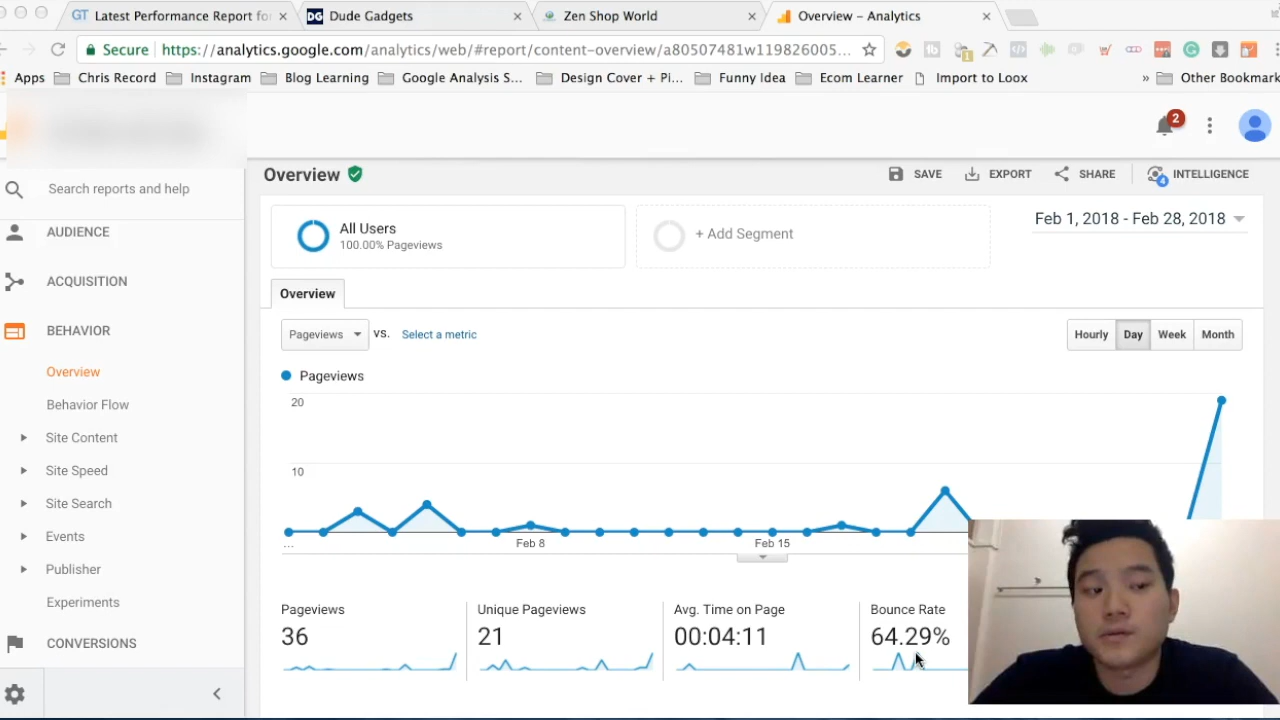 GT Latest Performance Report for
DG Dude Gadgets
Zen Shop World
Overview – Analytics
Secure
https://analytics.google.com/analytics/web/#report/content-overview/a80507481w119826005...
Apps
Chris Record
Instagram
Blog Learning
Google Analysis S...
Design Cover + Pi...
Funny Idea
Ecom Learner
Import to Loox
»
Other Bookmark
2
Overview
SAVE
EXPORT
SHARE
4
INTELLIGENCE
Search reports and help
AUDIENCE
ACQUISITION
BEHAVIOR
Overview
Behavior Flow
Site Content
Site Speed
Site Search
Events
Publisher
Experiments
CONVERSIONS
All Users
100.00% Pageviews
+ Add Segment
Feb 1, 2018 - Feb 28, 2018
Overview
Pageviews
VS.
Select a metric
Hourly
Day
Week
Month
Pageviews
20
10
...
Feb 8
Feb 15
Pageviews
36
Unique Pageviews
21
Avg. Time on Page
00:04:11
Bounce Rate
64.29%